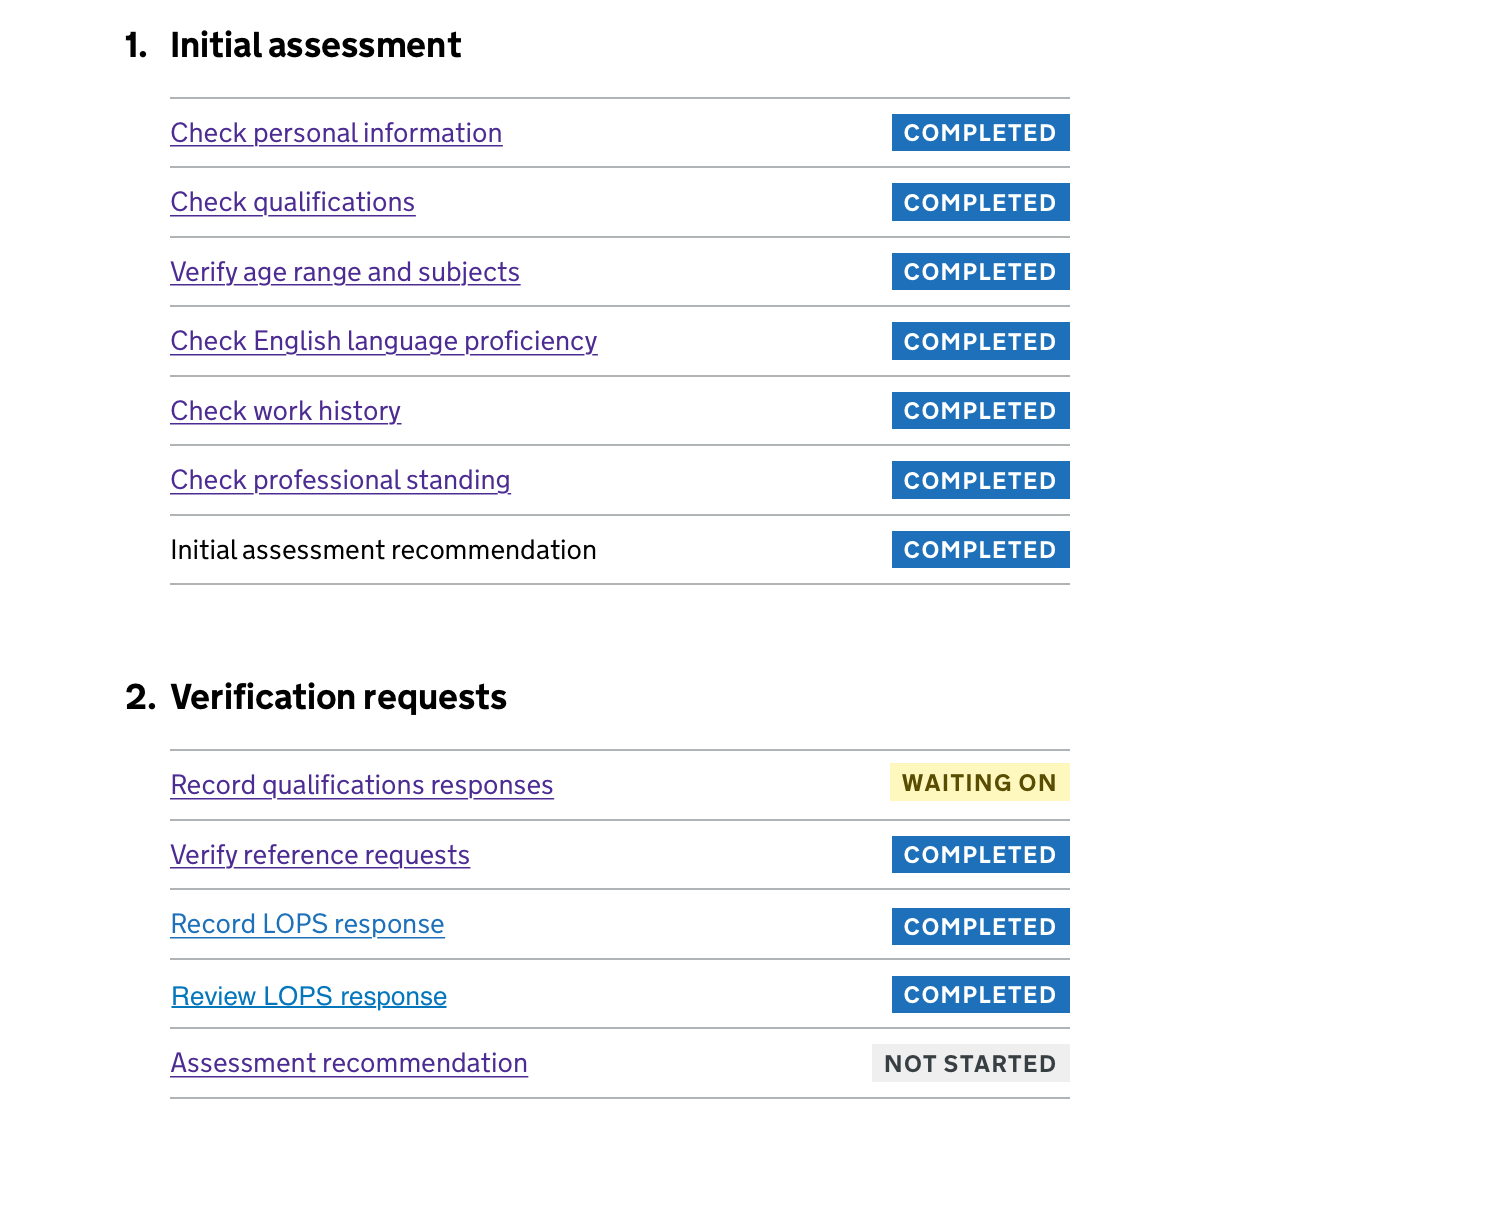 1. Initial assessment
Check personal information COMPLETED
Check qualifications COMPLETED
Verify age range and subjects COMPLETED
Check English language proficiency COMPLETED
Check work history COMPLETED
Check professional standing COMPLETED
Initial assessment recommendation COMPLETED
2. Verification requests
Record qualifications responses WAITING ON
Verify reference requests COMPLETED
Record LOPS response COMPLETED
Review LOPS response COMPLETED
Assessment recommendation NOT STARTED